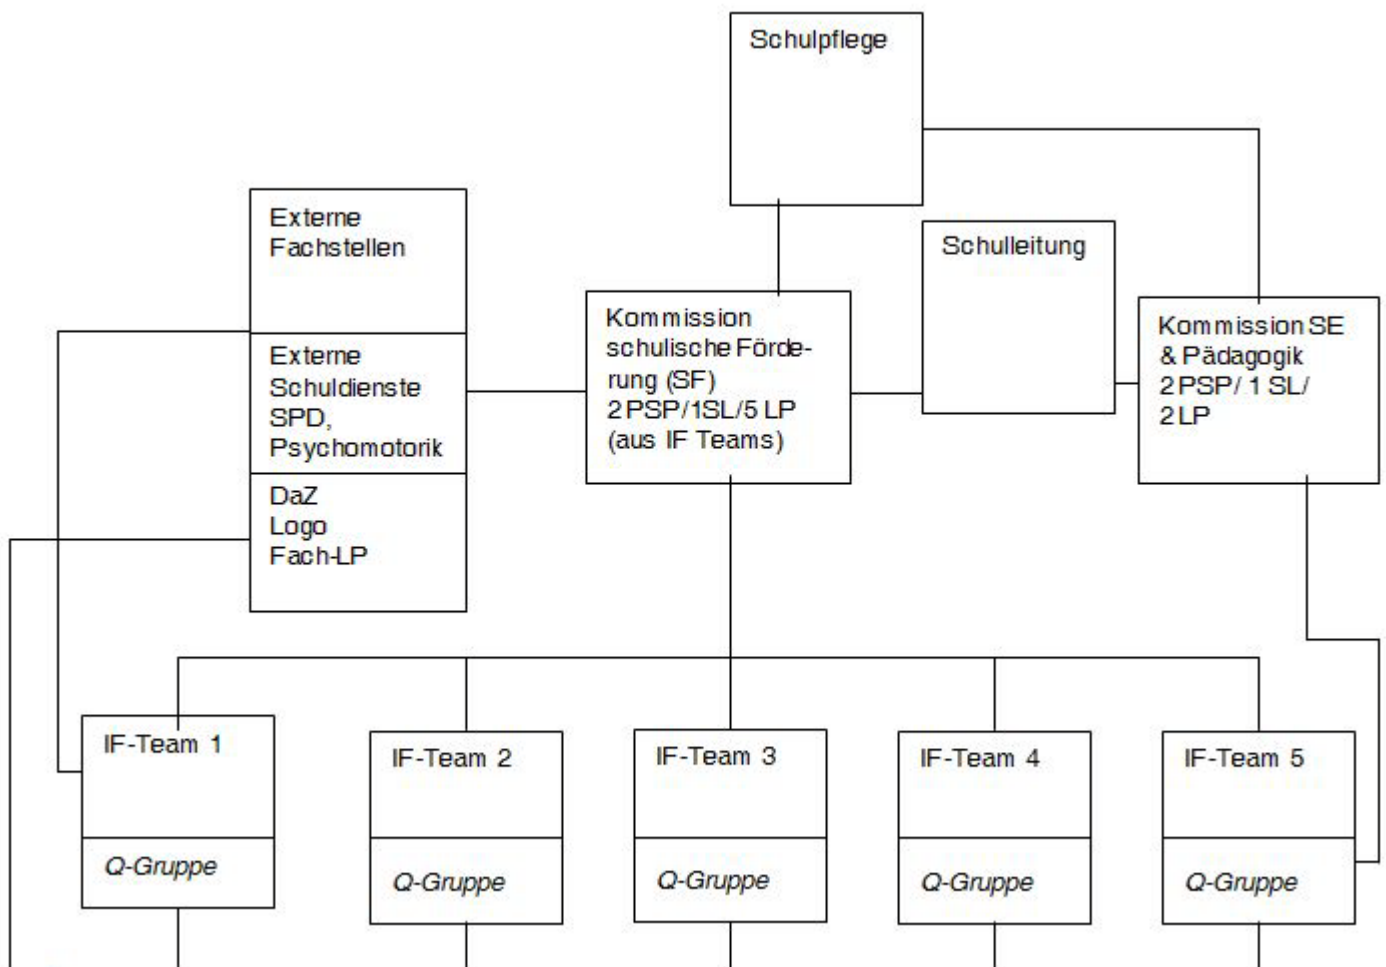 Schulpflege
Externe
Fachstellen
Schulleitung
Kommission
schulische Förde-
rung (SF)
2 PSP/1SL/5 LP
(aus IF Teams)
Kommission SE
& Pädagogik
2 PSP/ 1 SL/
2 LP
Externe
Schuldienste
SPD,
Psychomotorik
DaZ
Logo
Fach-LP
IF-Team 1
Q-Gruppe
IF-Team 2
Q-Gruppe
IF-Team 3
Q-Gruppe
IF-Team 4
Q-Gruppe
IF-Team 5
Q-Gruppe